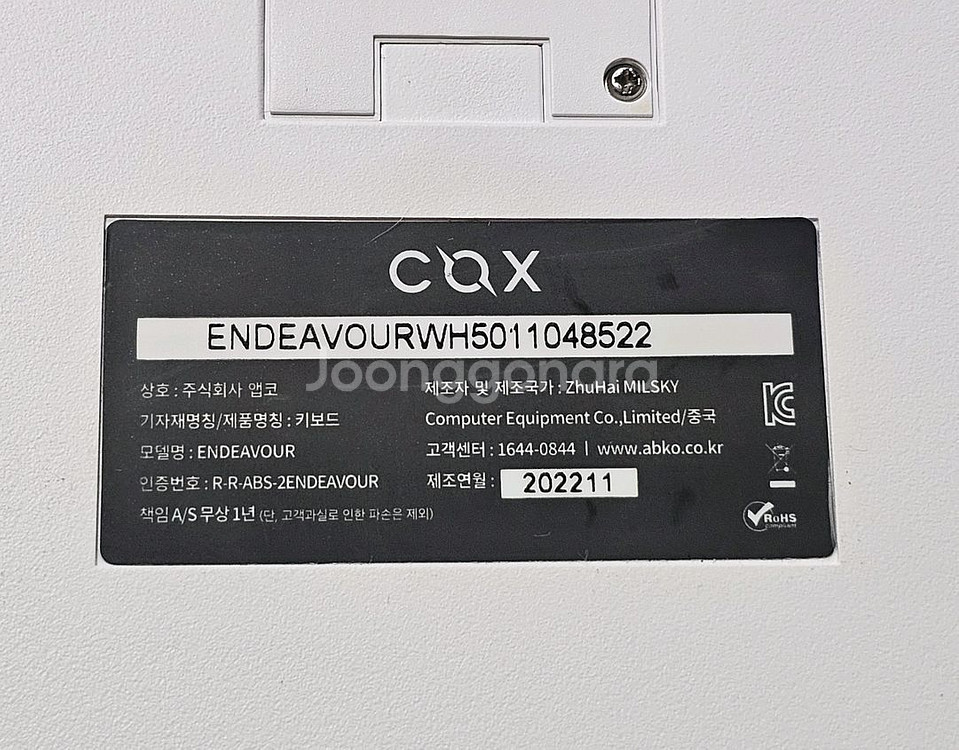 COX
ENDEAVOURWH5011048522
Joonggonara
상호 : 주식회사 앱코
기자재명칭/제품명칭 : 키보드
모델명 : ENDEAVOUR
인증번호 : R-R-ABS-2ENDEAVOUR
책임 A/S 무상 1년 (단, 고객과실로 인한 파손은 제외)
제조자 및 제조국가 : ZhuHai MILSKY
Computer Equipment Co.,Limited/중국
고객센터 : 1644-0844 | www.abko.co.kr
제조연월 : 202211
RoHS
compliant